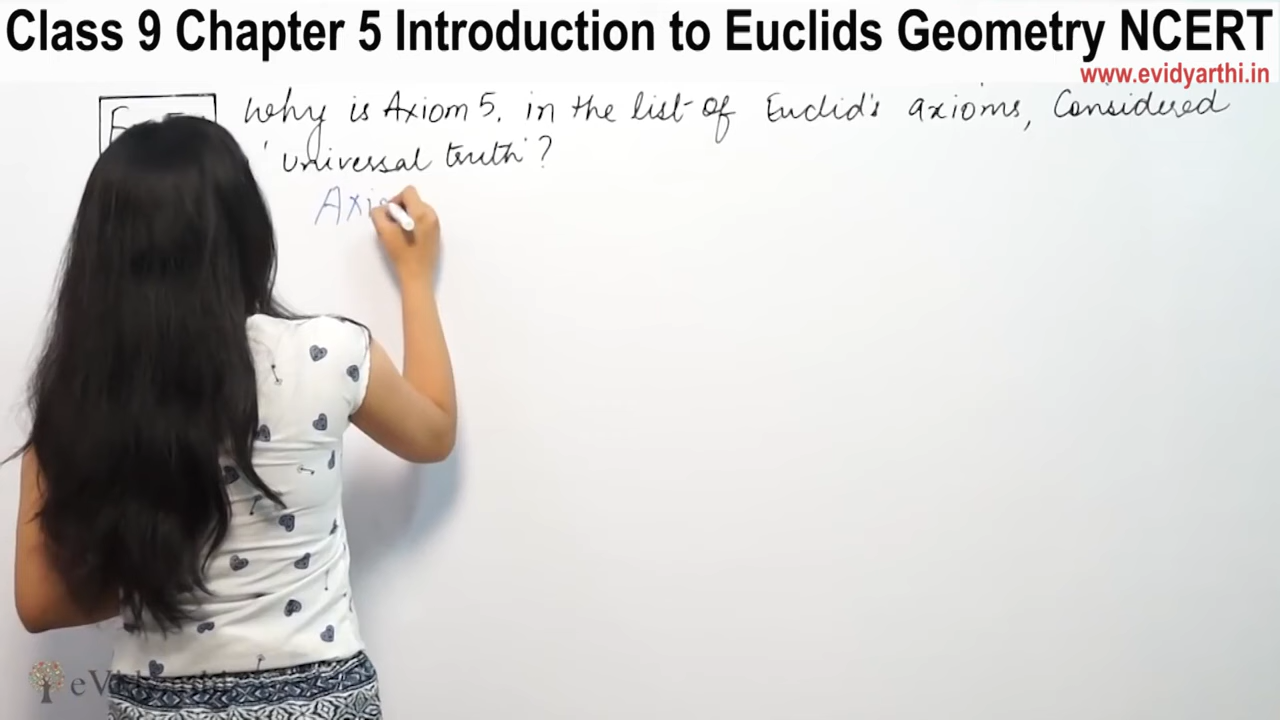 Class 9 Chapter 5 Introduction to Euclids Geometry NCERT
www.evidyarthi.in
Why is Axiom 5, in the list of Euclid's axioms, Considered
'universal truth'?